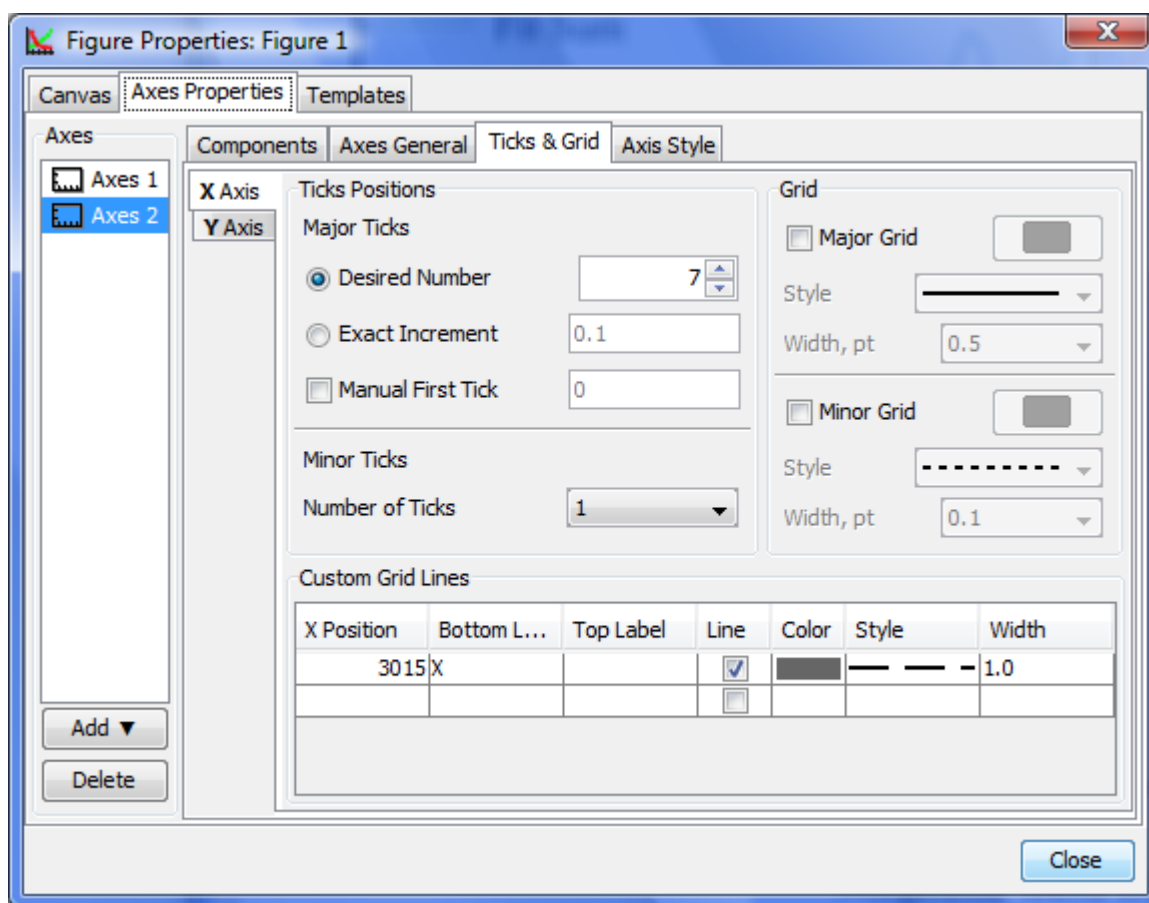 Figure Properties: Figure 1
Canvas Axes Properties Templates
Axes
Axes 1
Axes 2
Add ▼
Delete
Components Axes General Ticks & Grid Axis Style
X Axis
Y Axis
Ticks Positions
Major Ticks
Desired Number 7
Exact Increment 0.1
Manual First Tick 0
Minor Ticks
Number of Ticks 1
Grid
Major Grid
Style
Width, pt 0.5
Minor Grid
Style
Width, pt 0.1
Custom Grid Lines
X Position Bottom L... Top Label Line Color Style Width
3015 X 1.0
Close